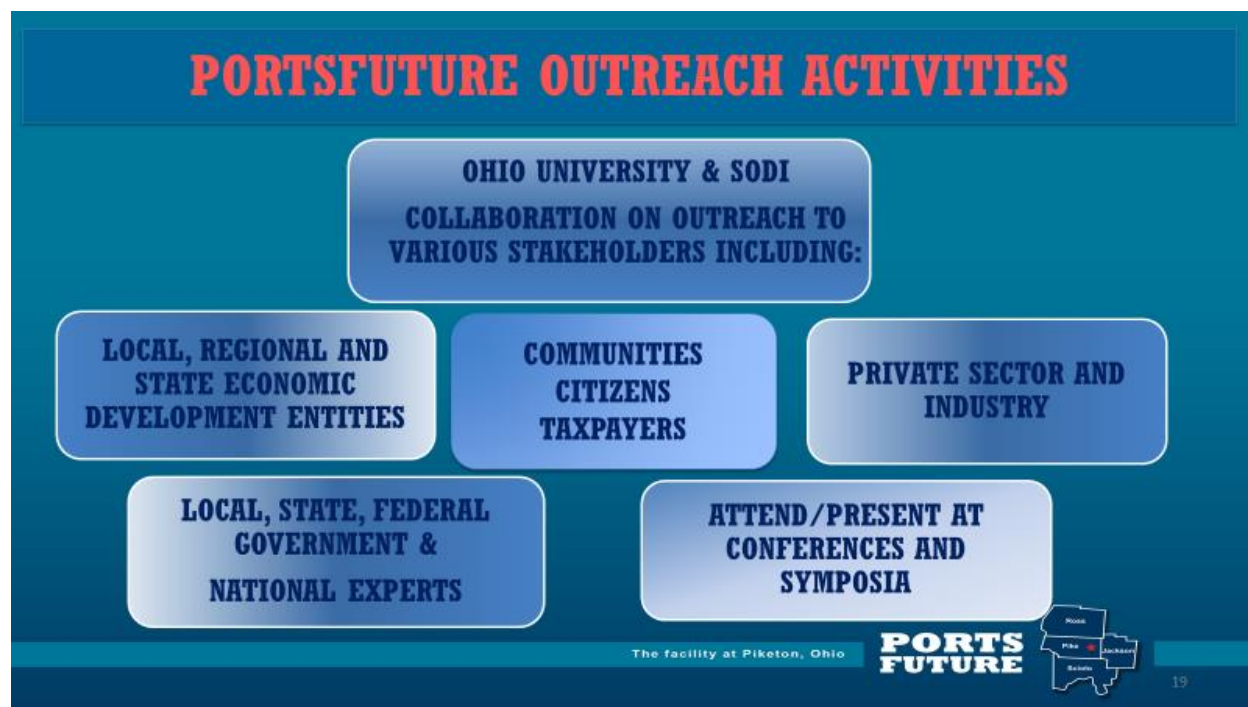 PORTSFUTURE OUTREACH ACTIVITIES
OHIO UNIVERSITY & SODI
COLLABORATION ON OUTREACH TO
VARIOUS STAKEHOLDERS INCLUDING:
LOCAL, REGIONAL AND
STATE ECONOMIC
DEVELOPMENT ENTITIES
COMMUNITIES
CITIZENS
TAXPAYERS
PRIVATE SECTOR AND
INDUSTRY
LOCAL, STATE, FEDERAL
GOVERNMENT &
NATIONAL EXPERTS
ATTEND/PRESENT AT
CONFERENCES AND
SYMPOSIA
The facility at Piketon, Ohio
PORTS
FUTURE
Ross
Pike
Jackson
Scioto
19